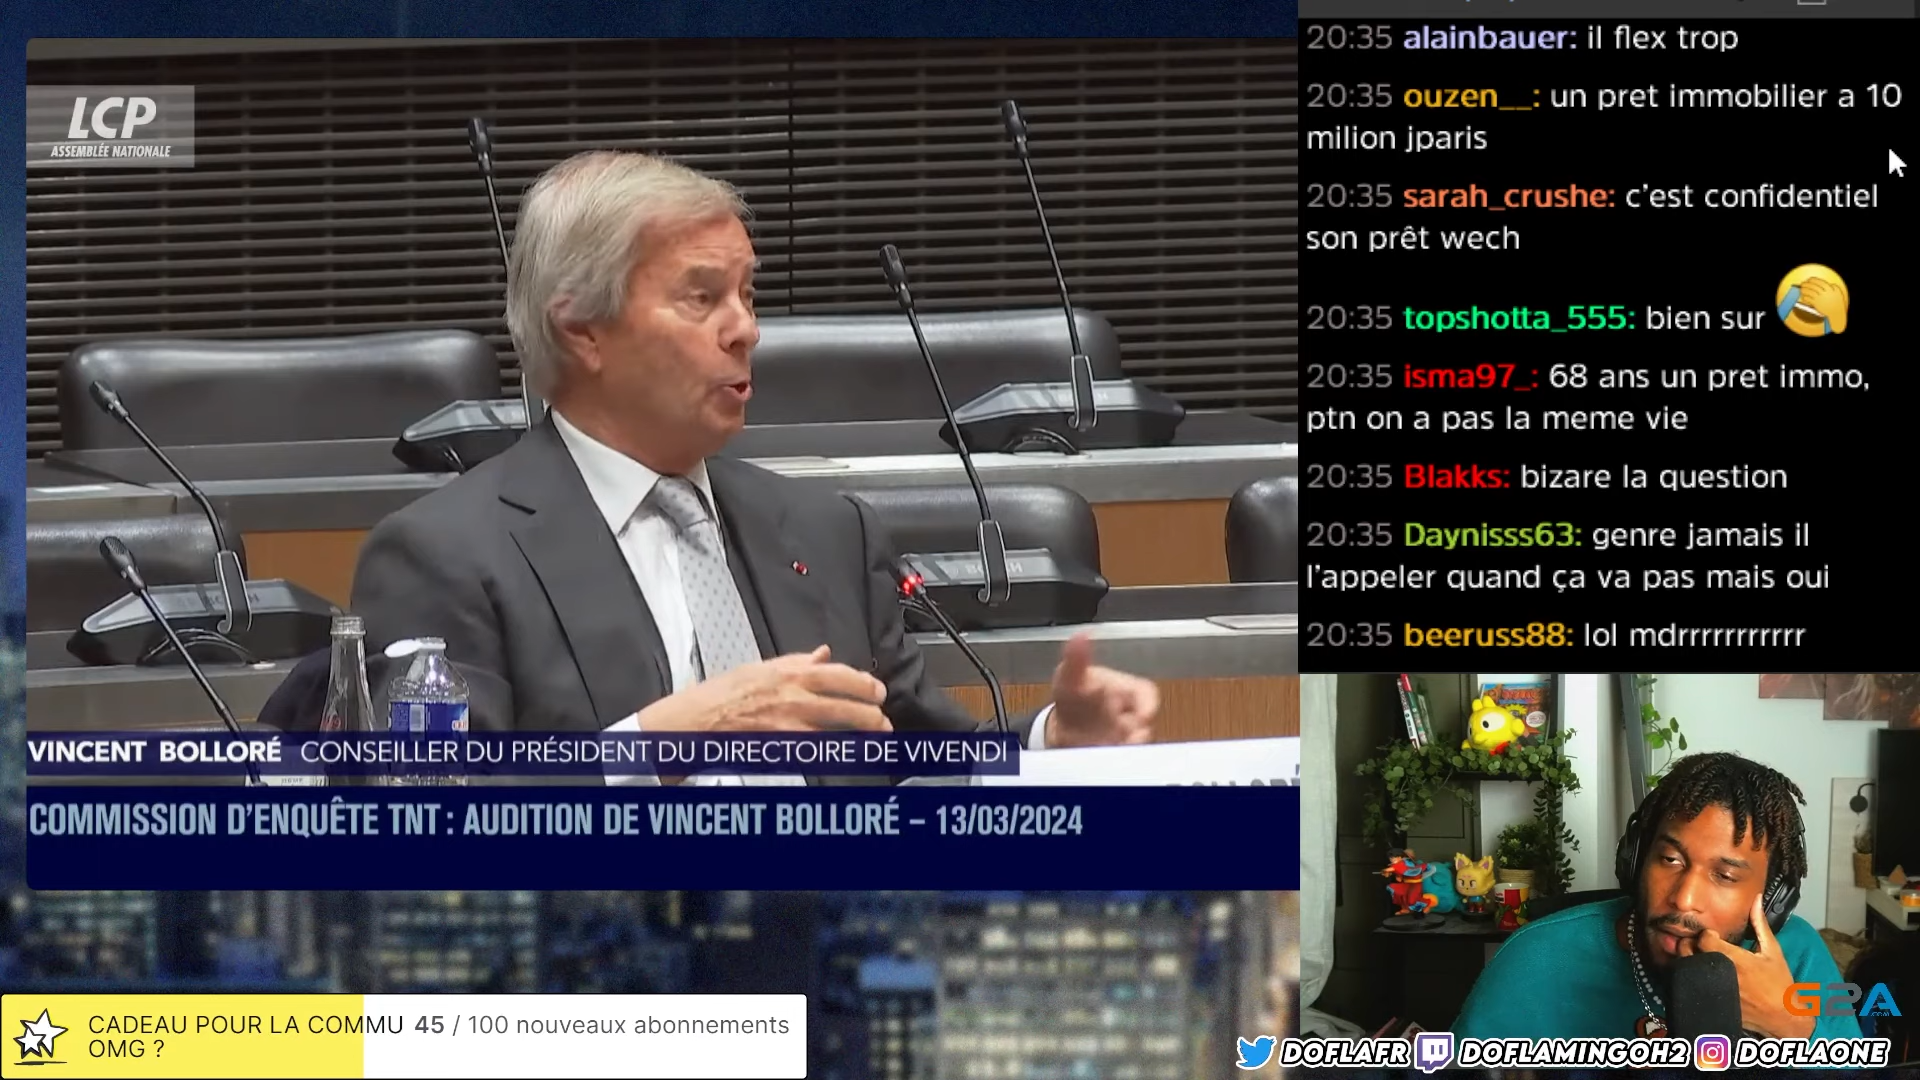 LCP
ASSEMBLÉE NATIONALE
VINCENT BOLLORÉ CONSEILLER DU PRÉSIDENT DU DIRECTOIRE DE VIVENDI
COMMISSION D'ENQUÊTE TNT : AUDITION DE VINCENT BOLLORÉ – 13/03/2024
20:35 alainbauer: il flex trop
20:35 ouzen__: un pret immobilier a 10
milion jparis
20:35 sarah_crushe: c'est confidentiel
son prêt wech
20:35 topshotta_555: bien sur
20:35 isma97_: 68 ans un pret immo,
ptn on a pas la meme vie
20:35 Blakks: bizare la question
20:35 Daynisss63: genre jamais il
l'appeler quand ça va pas mais oui
20:35 beeruss88: lol mdrrrrrrrrrrr
CADEAU POUR LA COMMU 45 / 100 nouveaux abonnements
OMG ?
G2A
.COM
DOFLAFR DOFLAMINGOH2 DOFLAONE